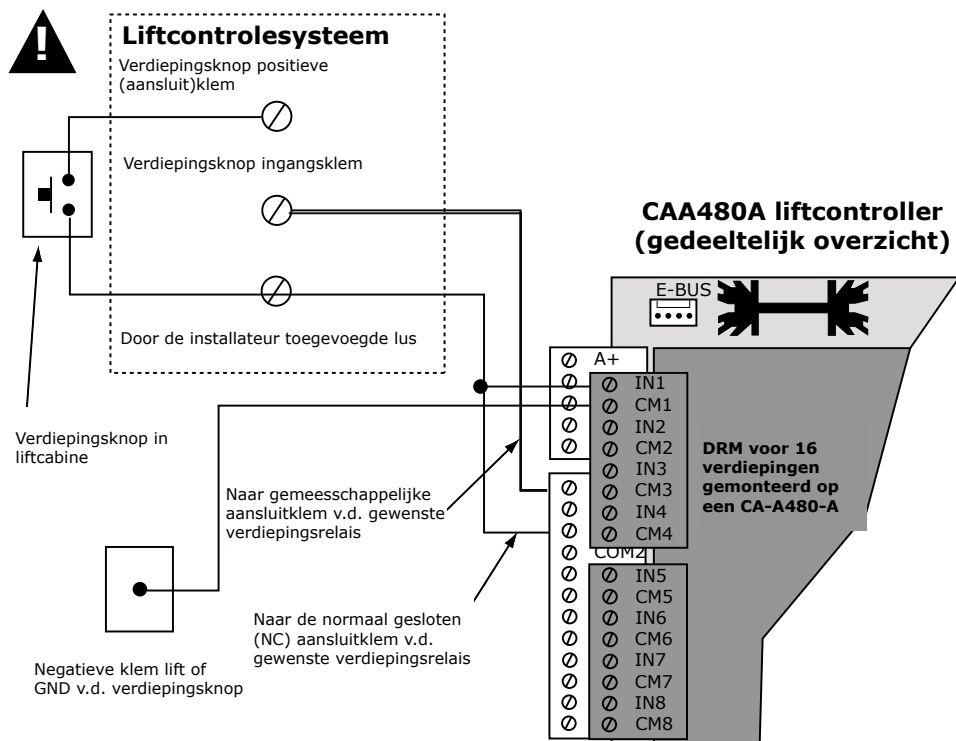 !
Liftcontrolesysteem
Verdiepingsknop positieve
(aansluit)klem
Verdiepingsknop ingangsklem
Door de installateur toegevoegde lus
Verdiepingsknop in
liftcabine
CAA480A liftcontroller
(gedeeltelijk overzicht)
E-BUS
A+
IN1
CM1
IN2
CM2
IN3
CM3
IN4
CM4
COM2
IN5
CM5
IN6
CM6
IN7
CM7
IN8
CM8
DRM voor 16
verdiepingen
gemonteerd op
een CA-A480-A
Naar gemeesschappelijke
aansluitklem v.d. gewenste
verdiepingsrelais
Naar de normaal gesloten
(NC) aansluitklem v.d.
gewenste verdiepingsrelais
Negatieve klem lift of
GND v.d. verdiepingsknop